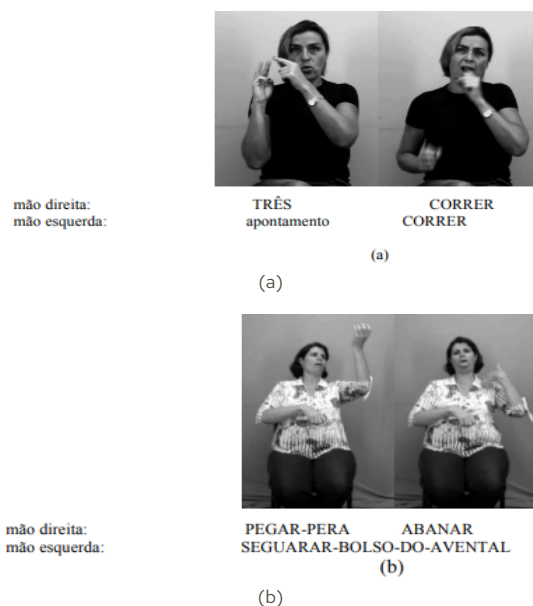 mão direita: TRÊS CORRER
mão esquerda: apontamento CORRER
(a)
(a)
mão direita: PEGAR-PERA ABANAR
mão esquerda: SEGUARAR-BOLSO-DO-AVENTAL
(b)
(b)